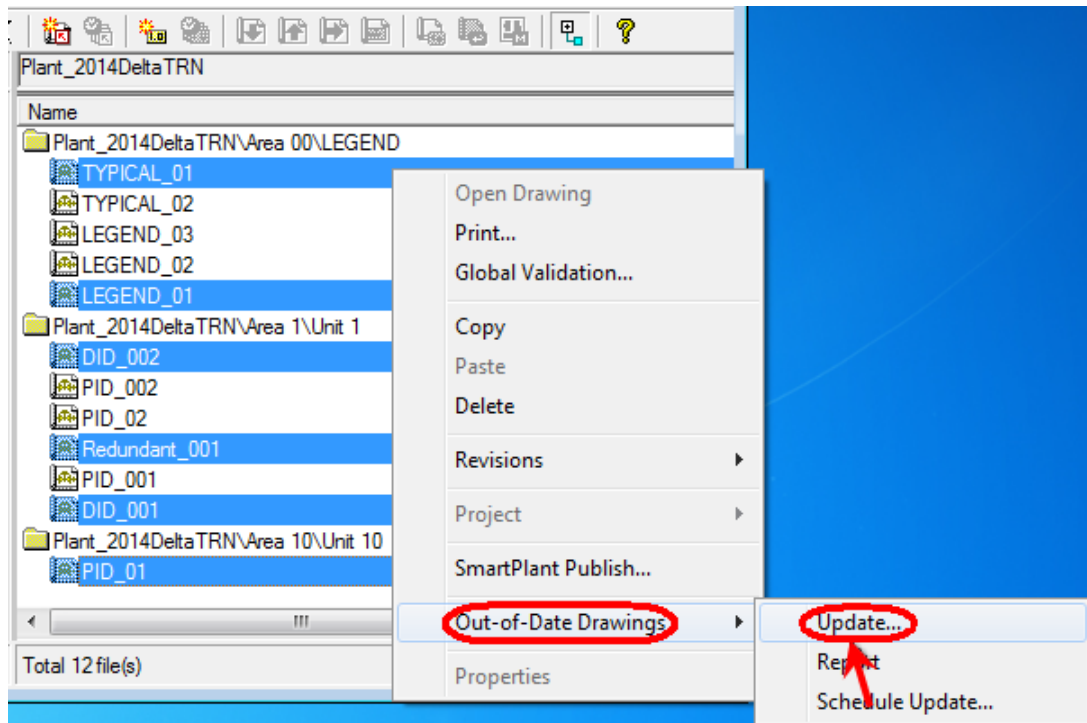 Plant_2014DeltaTRN
Name
Plant_2014DeltaTRN\Area 00\LEGEND
TYPICAL_01
TYPICAL_02
LEGEND_03
LEGEND_02
LEGEND_01
Plant_2014DeltaTRN\Area 1\Unit 1
DID_002
PID_002
PID_02
Redundant_001
PID_001
DID_001
Plant_2014DeltaTRN\Area 10\Unit 10
PID_01
Total 12 file(s)
Open Drawing
Print...
Global Validation...
Copy
Paste
Delete
Revisions
Project
SmartPlant Publish...
Out-of-Date Drawings
Properties
Update...
Report
Schedule Update...